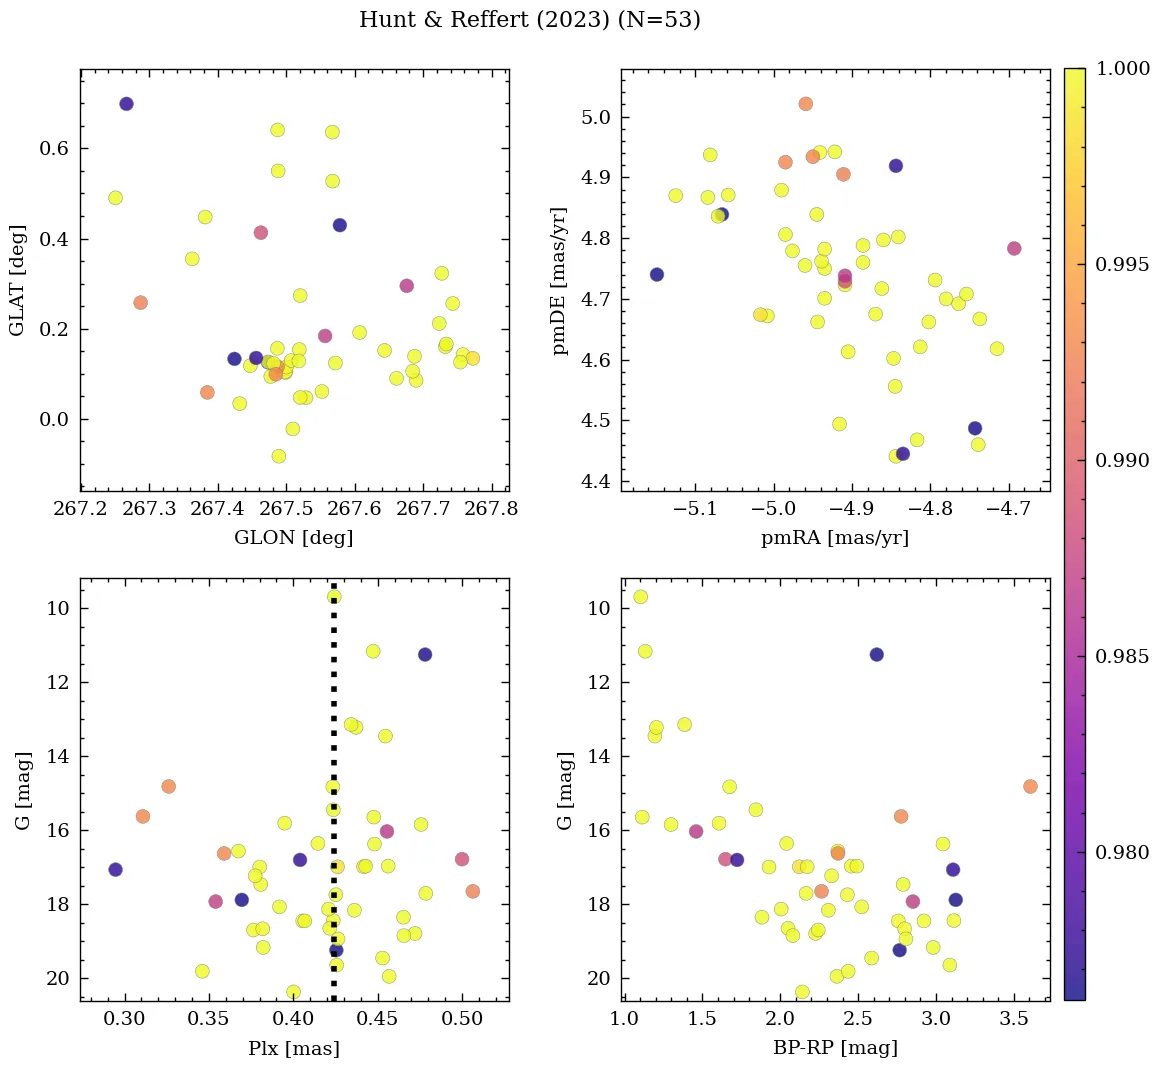 Hunt & Reffert (2023) (N=53)
0.6
0.4
0.2
0.0
GLAT [deg]
267.2 267.3 267.4 267.5 267.6 267.7 267.8
GLON [deg]
5.0
4.9
4.8
4.7
4.6
4.5
4.4
pmDE [mas/yr]
−5.1 −5.0 −4.9 −4.8 −4.7
pmRA [mas/yr]
10
12
14
16
18
20
G [mag]
0.30 0.35 0.40 0.45 0.50
Plx [mas]
10
12
14
16
18
20
G [mag]
1.0 1.5 2.0 2.5 3.0 3.5
BP-RP [mag]
1.000
0.995
0.990
0.985
0.980